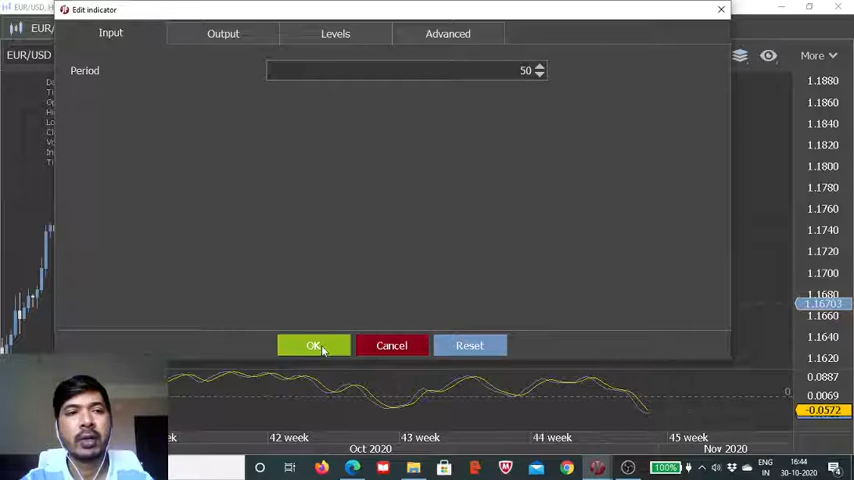 EUR/USD, H
Edit indicator
EUR/
Input
Output
Levels
Advanced
EUR/USD
More
Period
50
1.1880
1.1860
1.1840
1.1820
1.1800
1.1780
1.1760
1.1740
1.1720
1.1700
1.1680
1.16703
1.1660
1.1640
1.1620
OK
Cancel
Reset
0.0887
0
0.0069
-0.0572
42 week
43 week
44 week
45 week
Oct 2020
Nov 2020
100%
ENG
IN
16:44
30-10-2020